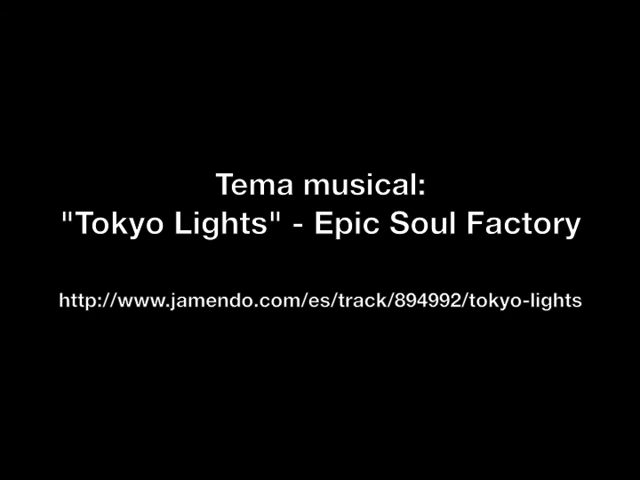 Tema musical:
"Tokyo Lights" - Epic Soul Factory
http://www.jamendo.com/es/track/894992/tokyo-lights